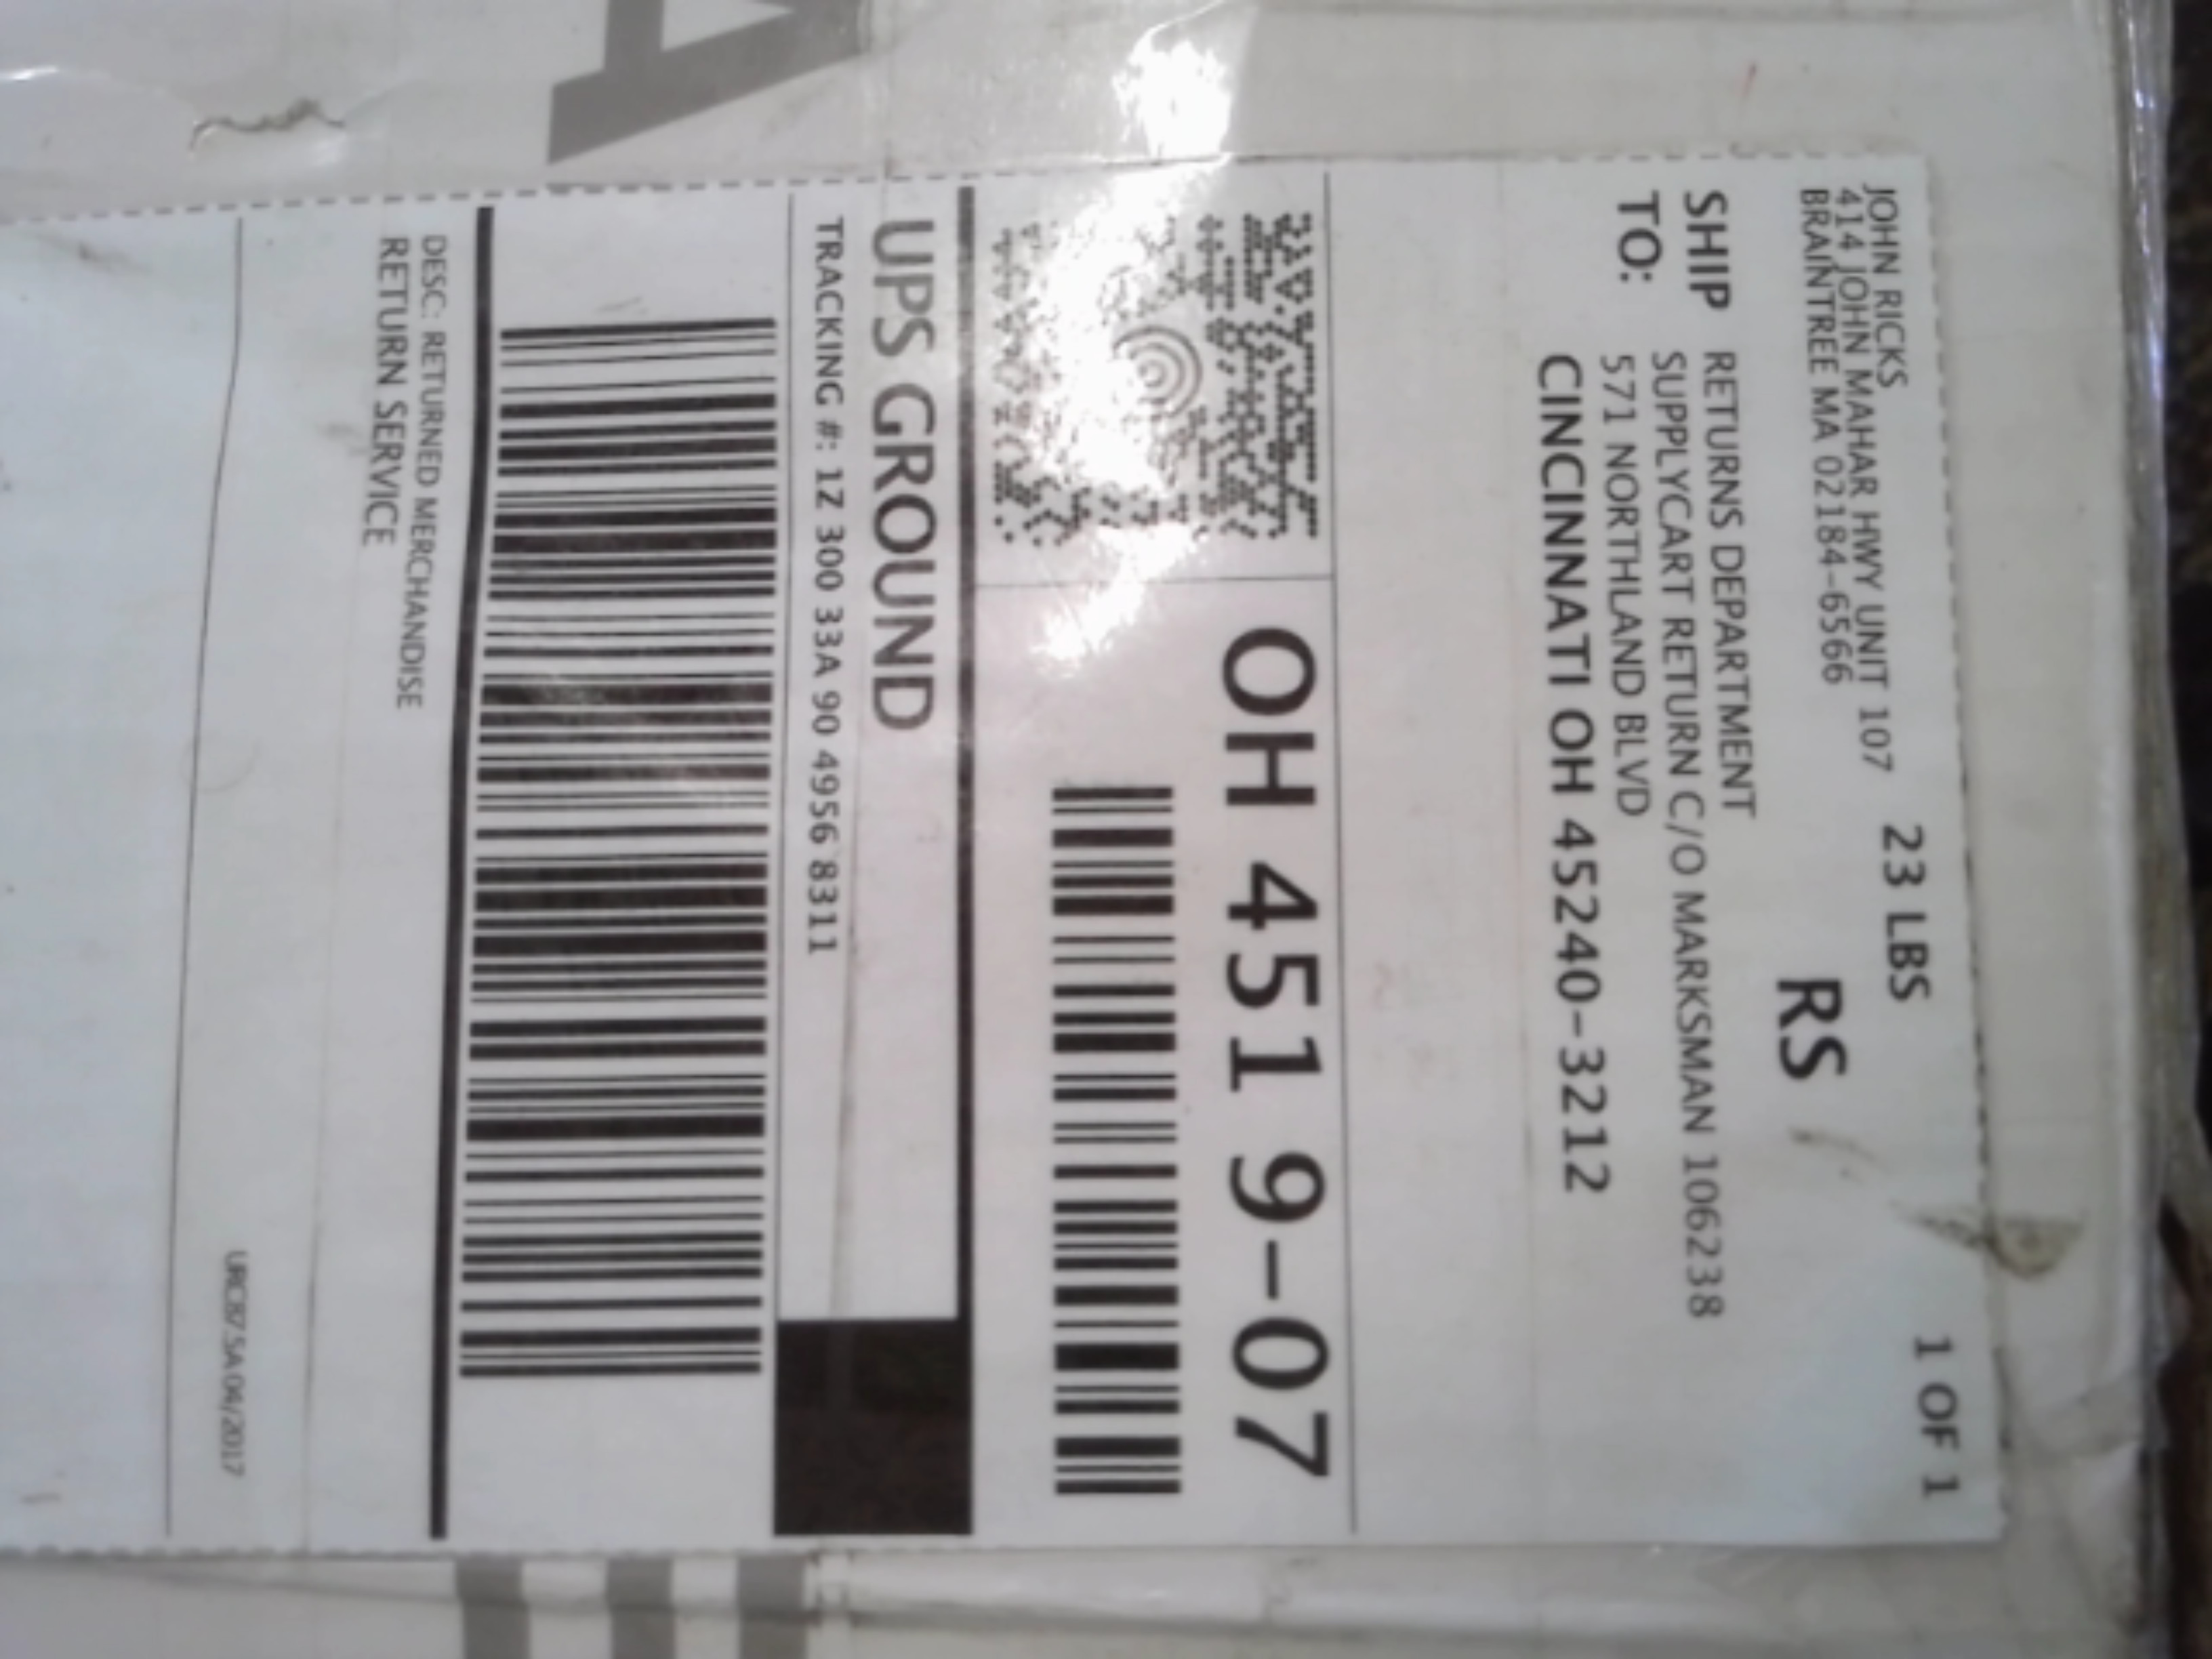 JOHN RICKS
414 JOHN MAHAR HWY UNIT 107
BRAINTREE MA 02184-6566
23 LBS
1 OF 1
RS
SHIP TO:
RETURNS DEPARTMENT
SUPPLYCART RETURN C/O MARKSMAN 106238
571 NORTHLAND BLVD
CINCINNATI OH 45240-3212
OH 451 9-07
UPS GROUND
TRACKING #: 1Z 300 33A 90 4956 8311
DESC: RETURNED MERCHANDISE
RETURN SERVICE